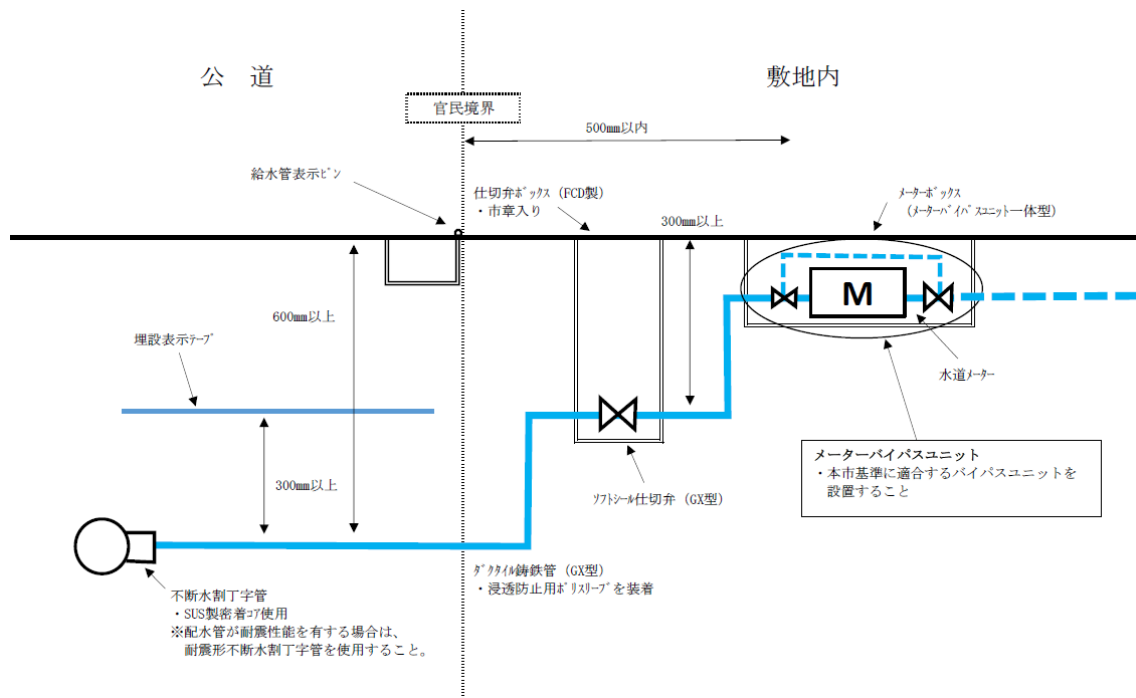 公　道
敷地内
官民境界
500mm以内
給水管表示ﾋﾟﾝ
仕切弁ﾎﾞｯｸｽ (FCD製)
・市章入り
300mm以上
ﾒｰﾀｰﾎﾞｯｸｽ
(ﾒｰﾀｰﾊﾞｲﾊﾟｽﾕﾆｯﾄ一体型)
M
600mm以上
埋設表示ﾃｰﾌﾟ
水道ﾒｰﾀｰ
メーターバイパスユニット
・本市基準に適合するバイパスユニットを
設置すること
300mm以上
ｿﾌﾄｼｰﾙ仕切弁 (GX型)
ﾀﾞｸﾀｲﾙ鋳鉄管 (GX型)
・浸透防止用ﾎﾟﾘｽﾘｰﾌﾞを装着
不断水割丁字管
・SUS製密着ｺｱ使用
※配水管が耐震性能を有する場合は、
耐震形不断水割丁字管を使用すること。